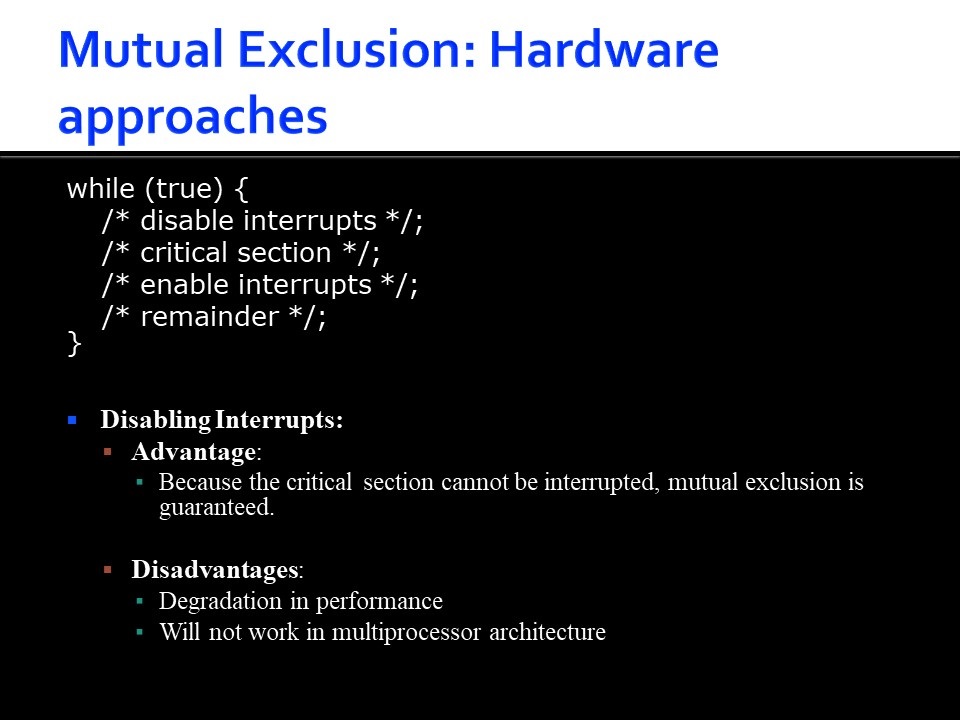 Mutual Exclusion: Hardware
approaches
while (true) {
/* disable interrupts */;
/* critical section */;
/* enable interrupts */;
/* remainder */;
}
Disabling Interrupts:
Advantage:
Because the critical section cannot be interrupted, mutual exclusion is
guaranteed.
Disadvantages:
Degradation in performance
Will not work in multiprocessor architecture